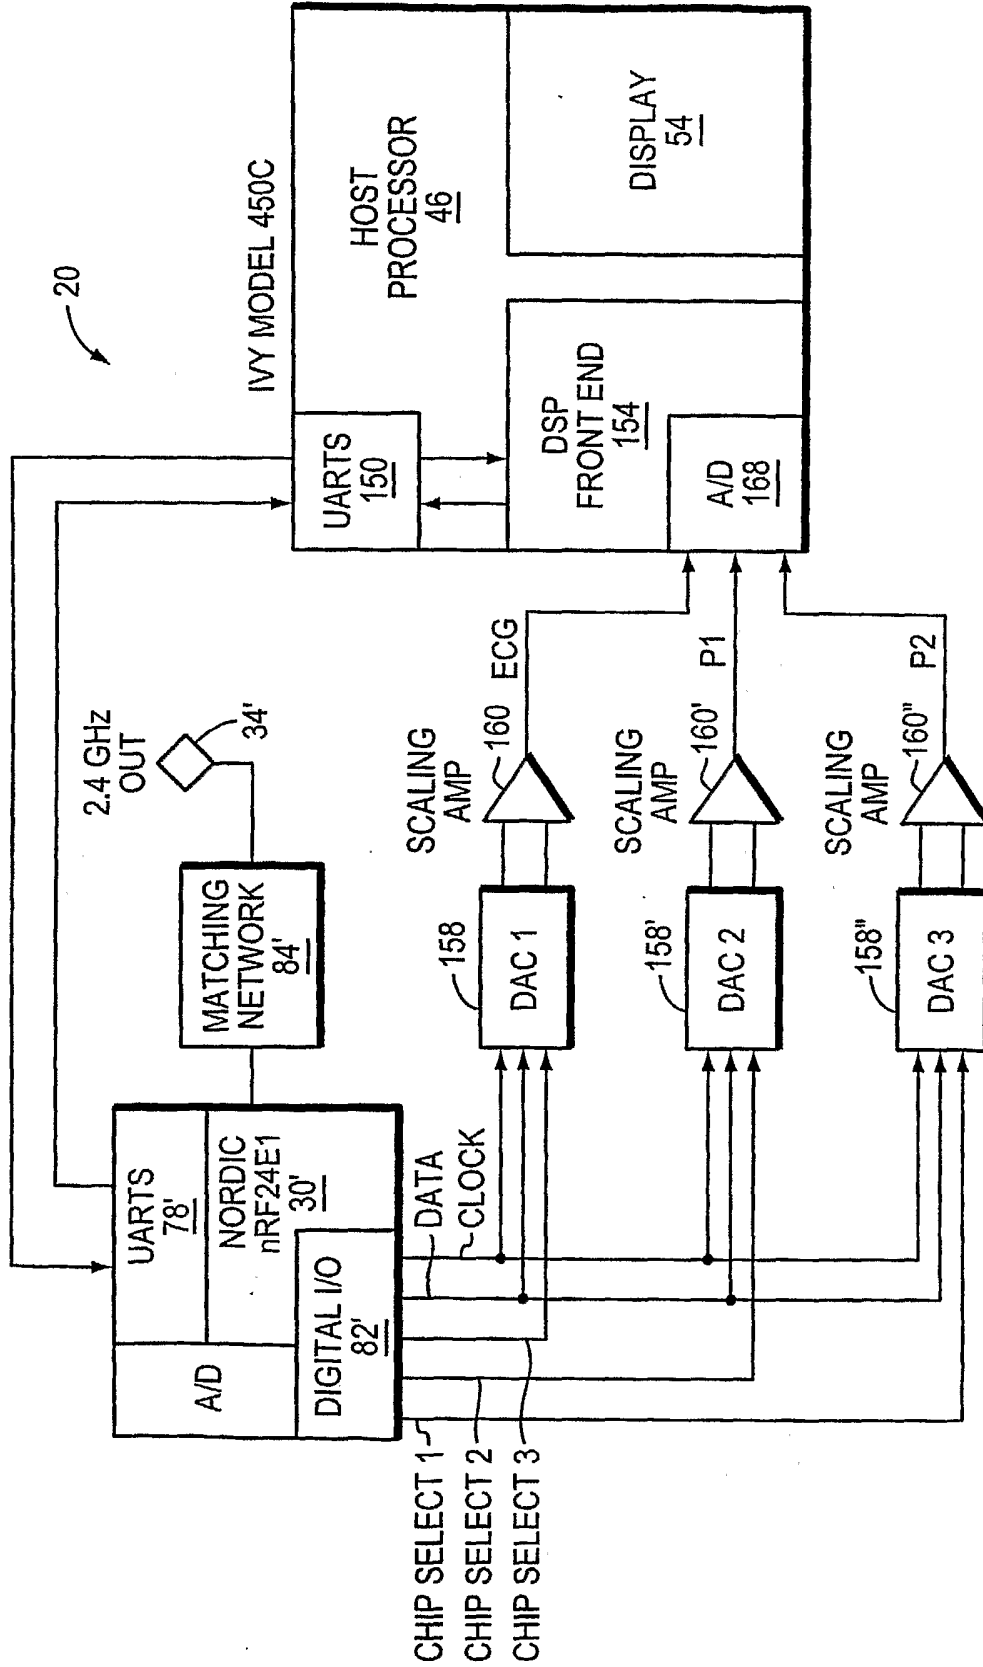 20
IVY MODEL 450C
HOST
PROCESSOR
46
DISPLAY
54
UARTS
150
DSP
FRONT END
154
A/D
168
2.4 GHz
OUT
34'
MATCHING
NETWORK
84'
UARTS
78'
NORDIC
nRF24E1
30'
A/D
DIGITAL I/O
82'
DATA
CLOCK
CHIP SELECT 1
CHIP SELECT 2
CHIP SELECT 3
158
DAC 1
SCALING
AMP
160
ECG
158'
DAC 2
SCALING
AMP
160'
P1
158"
DAC 3
SCALING
AMP
160"
P2